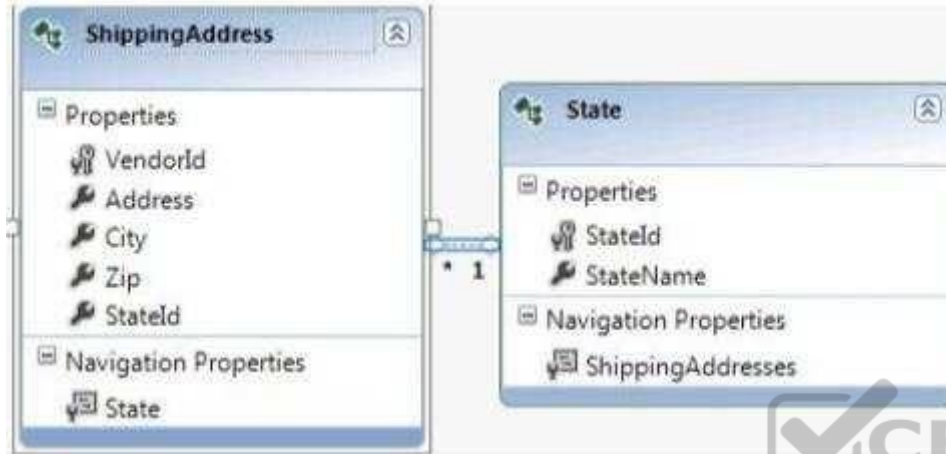 ShippingAddress
Properties
VendorId
Address
City
Zip
StateId
Navigation Properties
State
* 1
State
Properties
StateId
StateName
Navigation Properties
ShippingAddresses